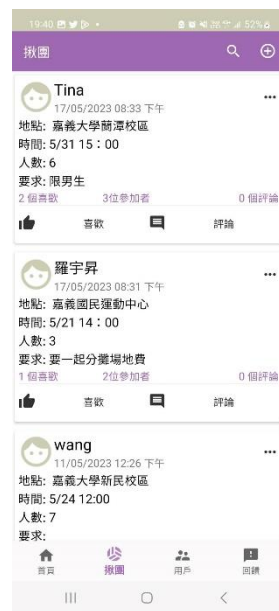 19:40
52%
揪團
Tina
17/05/2023 08:33 下午
地點: 嘉義大學蘭潭校區
時間: 5/31 15：00
人數: 6
要求: 限男生
2 個喜歡 3位參加者 0 個評論
喜歡 評論
羅宇昇
17/05/2023 08:31 下午
地點: 嘉義國民運動中心
時間: 5/21 14：00
人數: 3
要求: 要一起分攤場地費
1 個喜歡 2位參加者 0 個評論
喜歡 評論
wang
11/05/2023 12:26 下午
地點: 嘉義大學新民校區
時間: 5/24 12:00
人數: 7
要求:
首頁 揪團 用戶 回饋